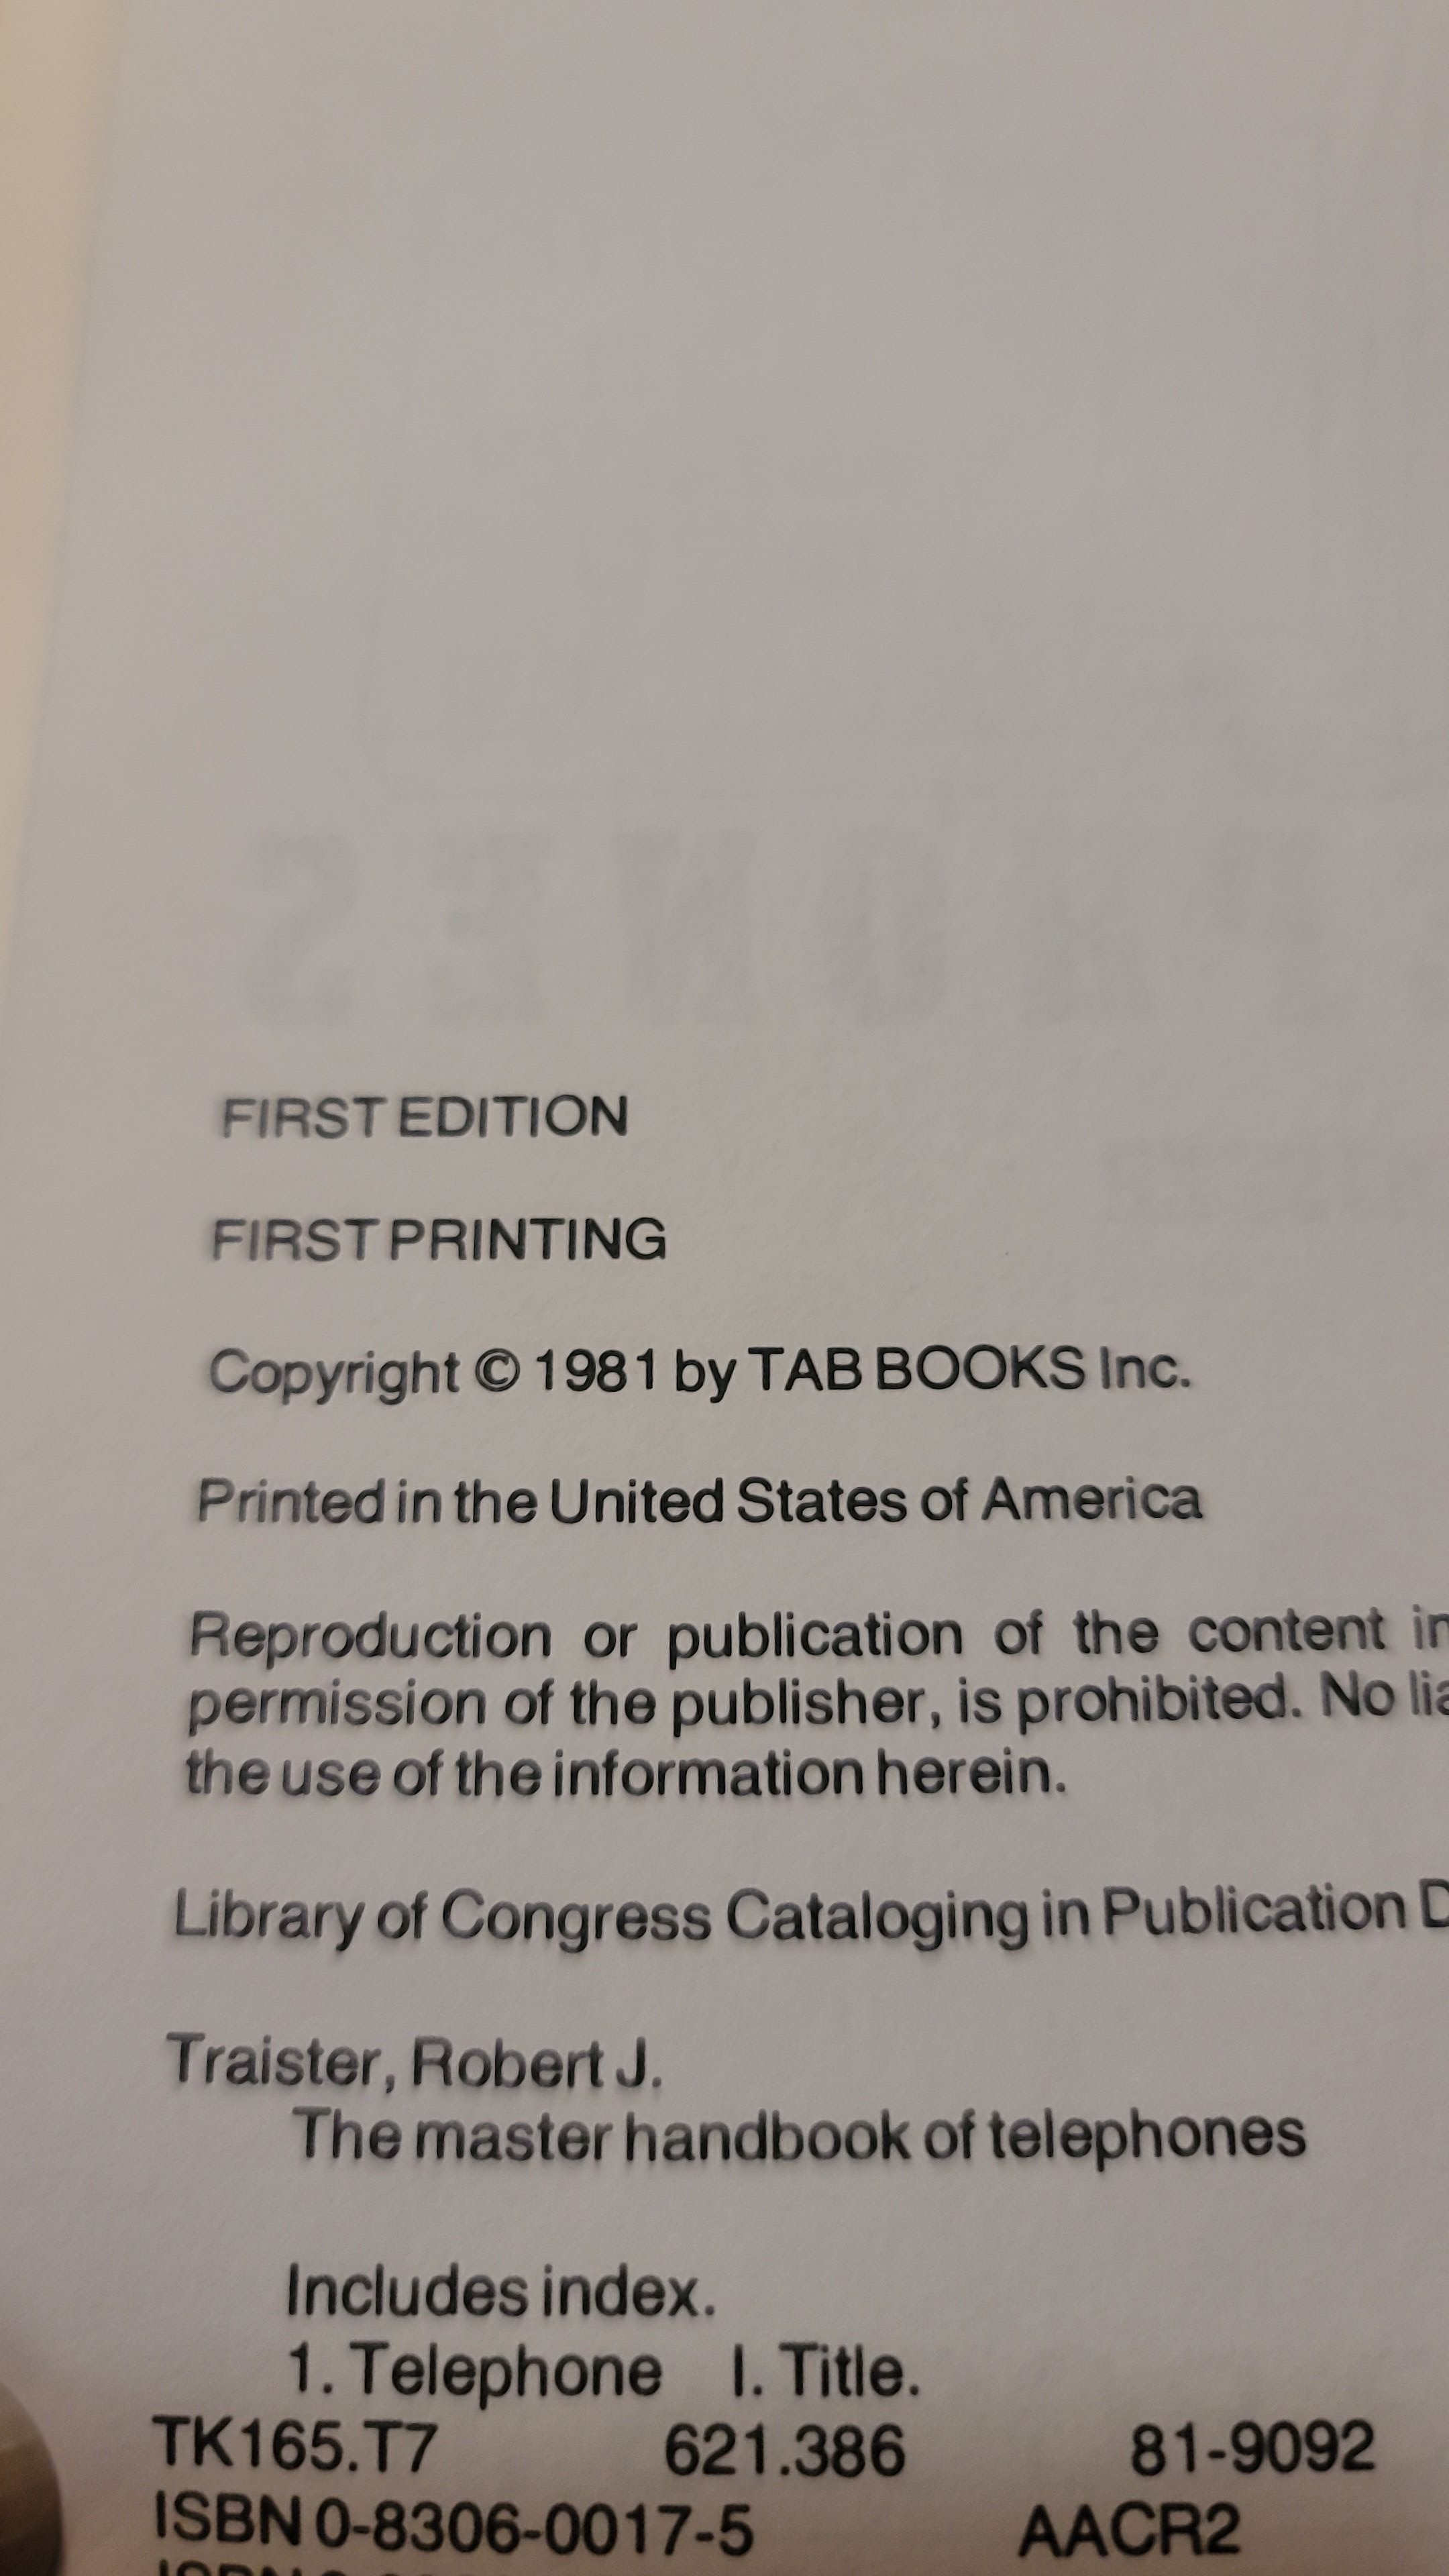 FIRST EDITION
FIRST PRINTING
Copyright © 1981 by TAB BOOKS Inc.
Printed in the United States of America
Reproduction or publication of the content in
permission of the publisher, is prohibited. No
the use of the information herein.
Library of Congress Cataloging in Publication
Traister, Robert J.
The master handbook of telephones
Includes index.
1. Telephone I. Title.
TK165.T7 621.386 81-9092
ISBN 0-8306-0017-5 AACR2